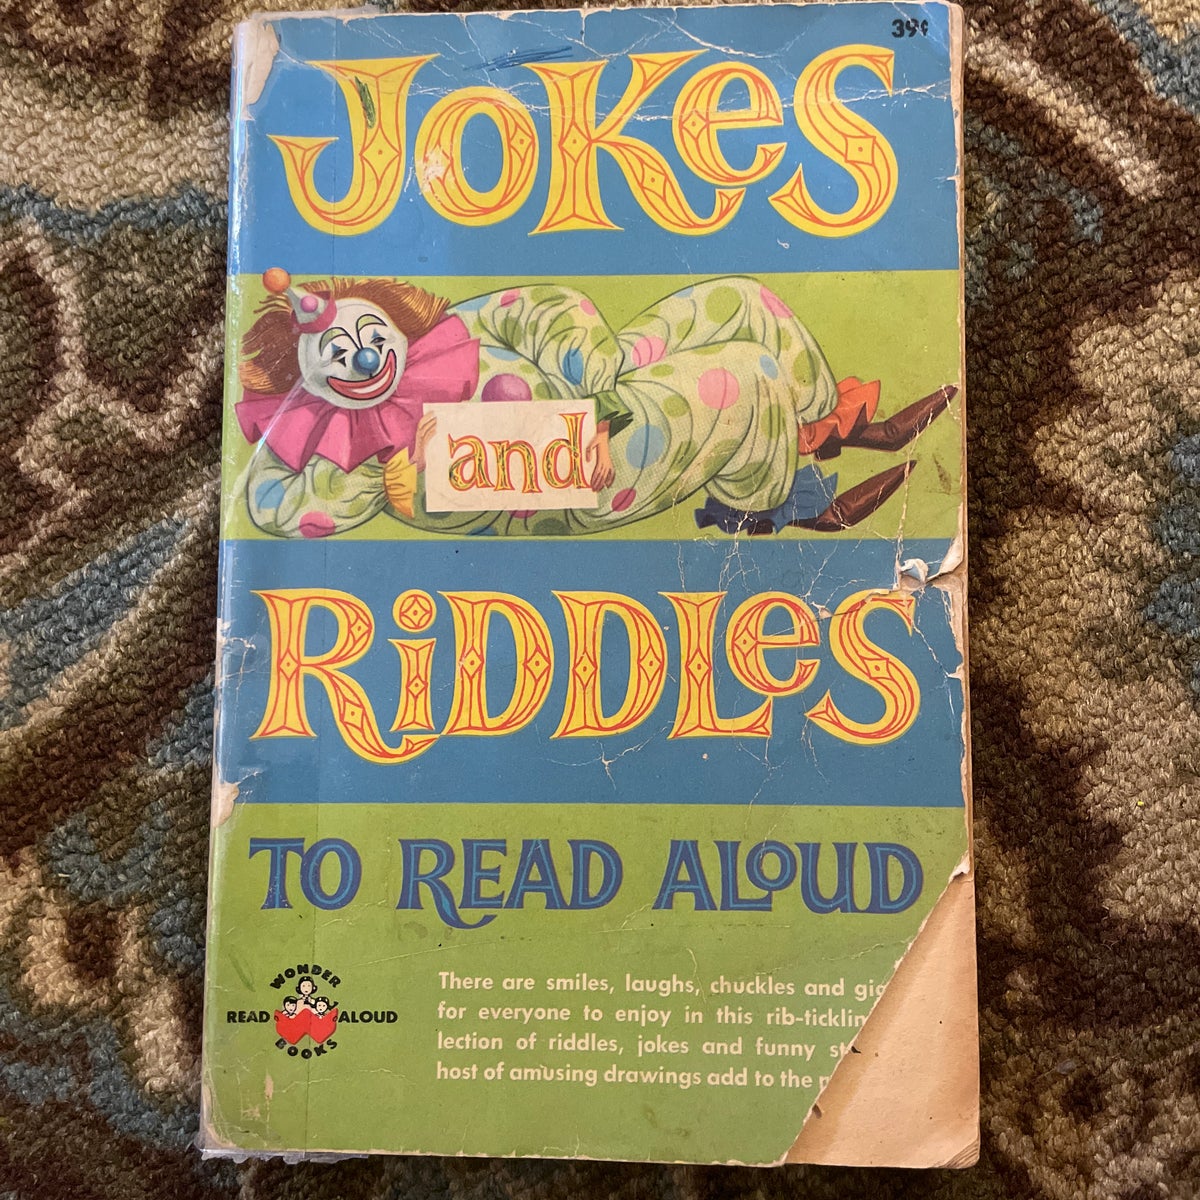 39¢
JOKeS
and
RiDDLeS
TO READ ALOUD
WONDER
READ ALOUD
BOOKS
There are smiles, laughs, chuckles and
for everyone to enjoy in this
lection of riddles, jokes and funny
host of amusing drawings add to the